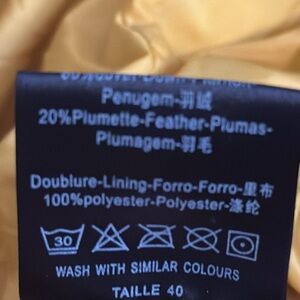 Penugem-羽絨
20%Plumette-Feather-Plumas-
Plumagem-羽毛
Doublure-Lining-Forro-Forro-里布
100%polyester-Polyester-涤纶
30
WASH WITH SIMILAR COLOURS
TAILLE 40